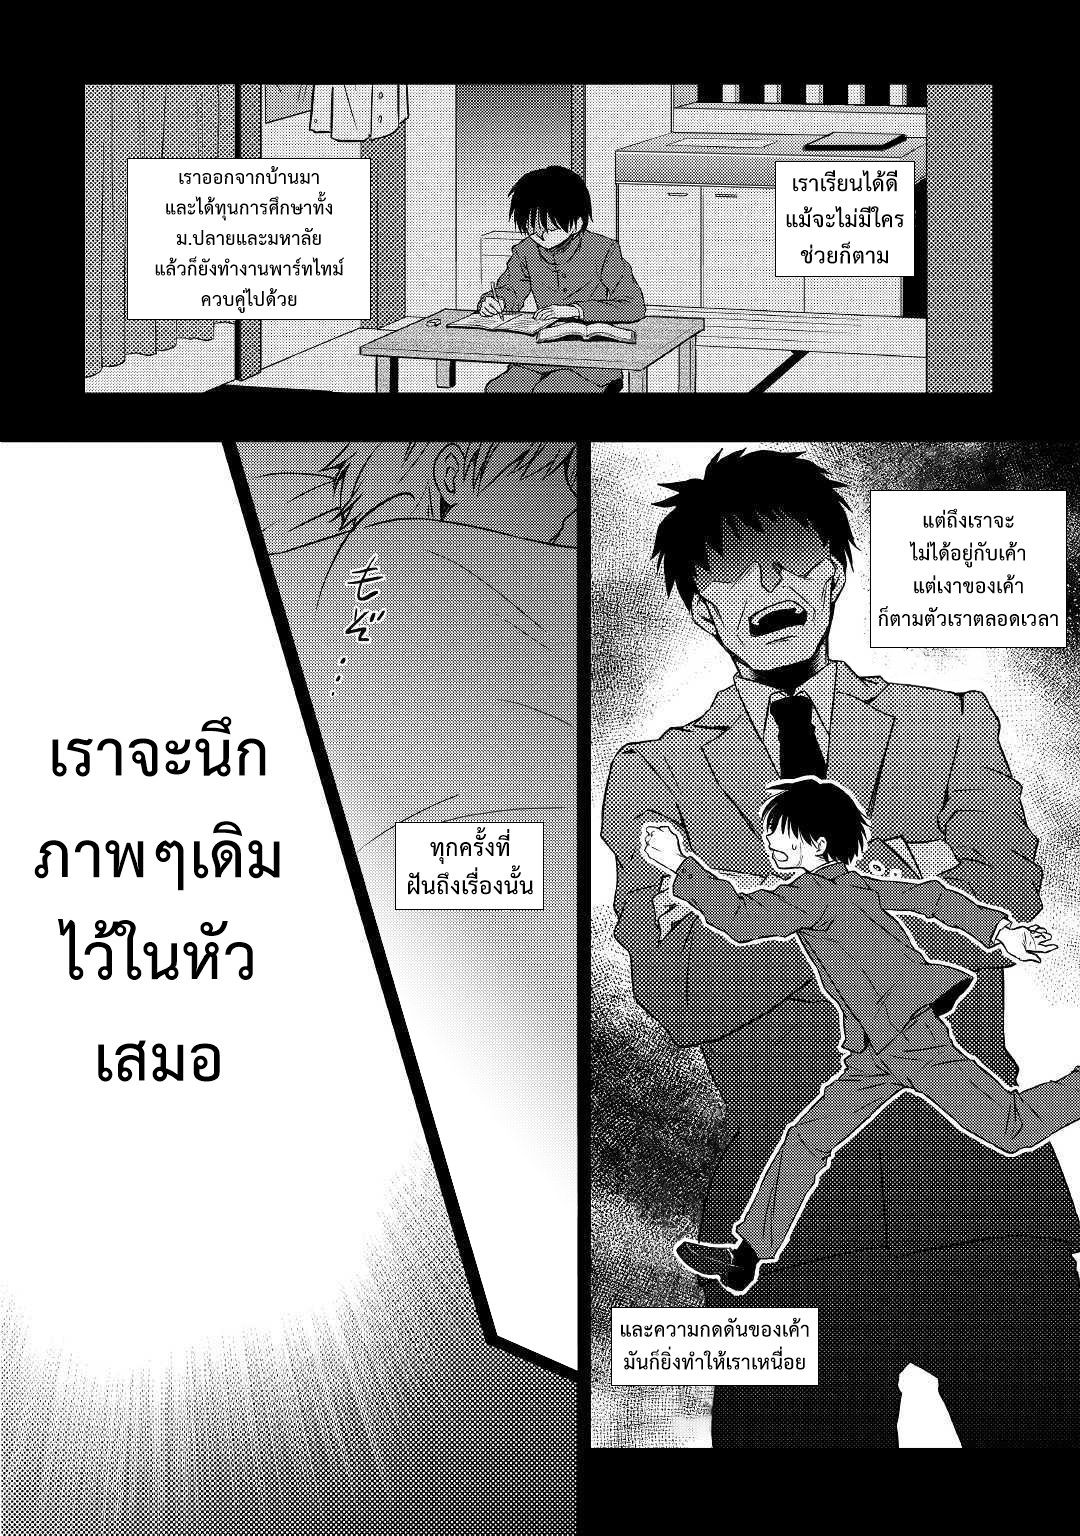 เราเรียนได้ดี
แม้จะไม่มีใคร
ช่วยก็ตาม
เราออกจากบ้านมา
และได้ทุนการศึกษาทั้ง
ม.ปลายและมหาลัย
แล้วก็ยังทำงานพาร์ทไทม์
ควบคู่ไปด้วย
แต่ถึงเราจะ
ไม่ได้อยู่กับเค้า
แต่เงาของเค้า
ก็ตามตัวเราตลอดเวลา
และความกดดันของเค้า
มันก็ยิ่งทำให้เราเหนื่อย
もぞ…
ทุกครั้งที่
ฝันถึงเรื่องนั้น
เราจะนึก
ภาพๆเดิม
ไว้ในหัว
เสมอ